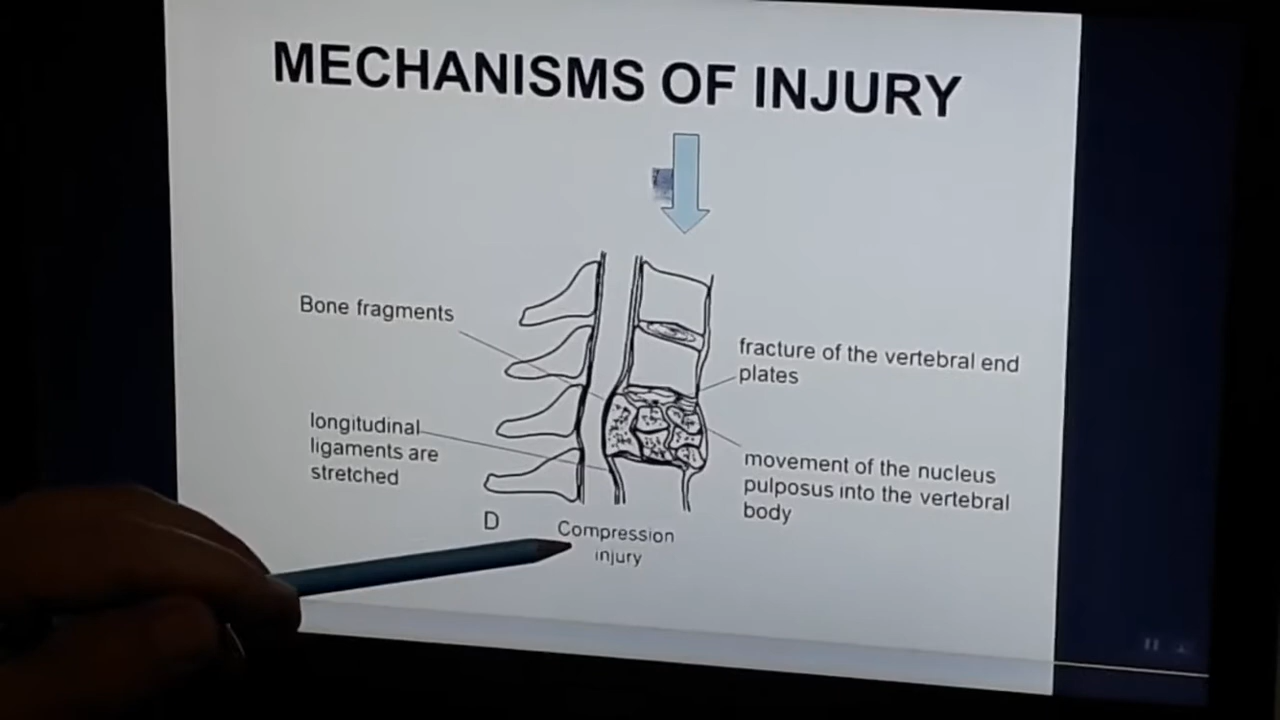 MECHANISMS OF INJURY
Bone fragments
fracture of the vertebral end
plates
longitudinal
ligaments are
stretched
movement of the nucleus
pulposus into the vertebral
body
D
Compression
injury